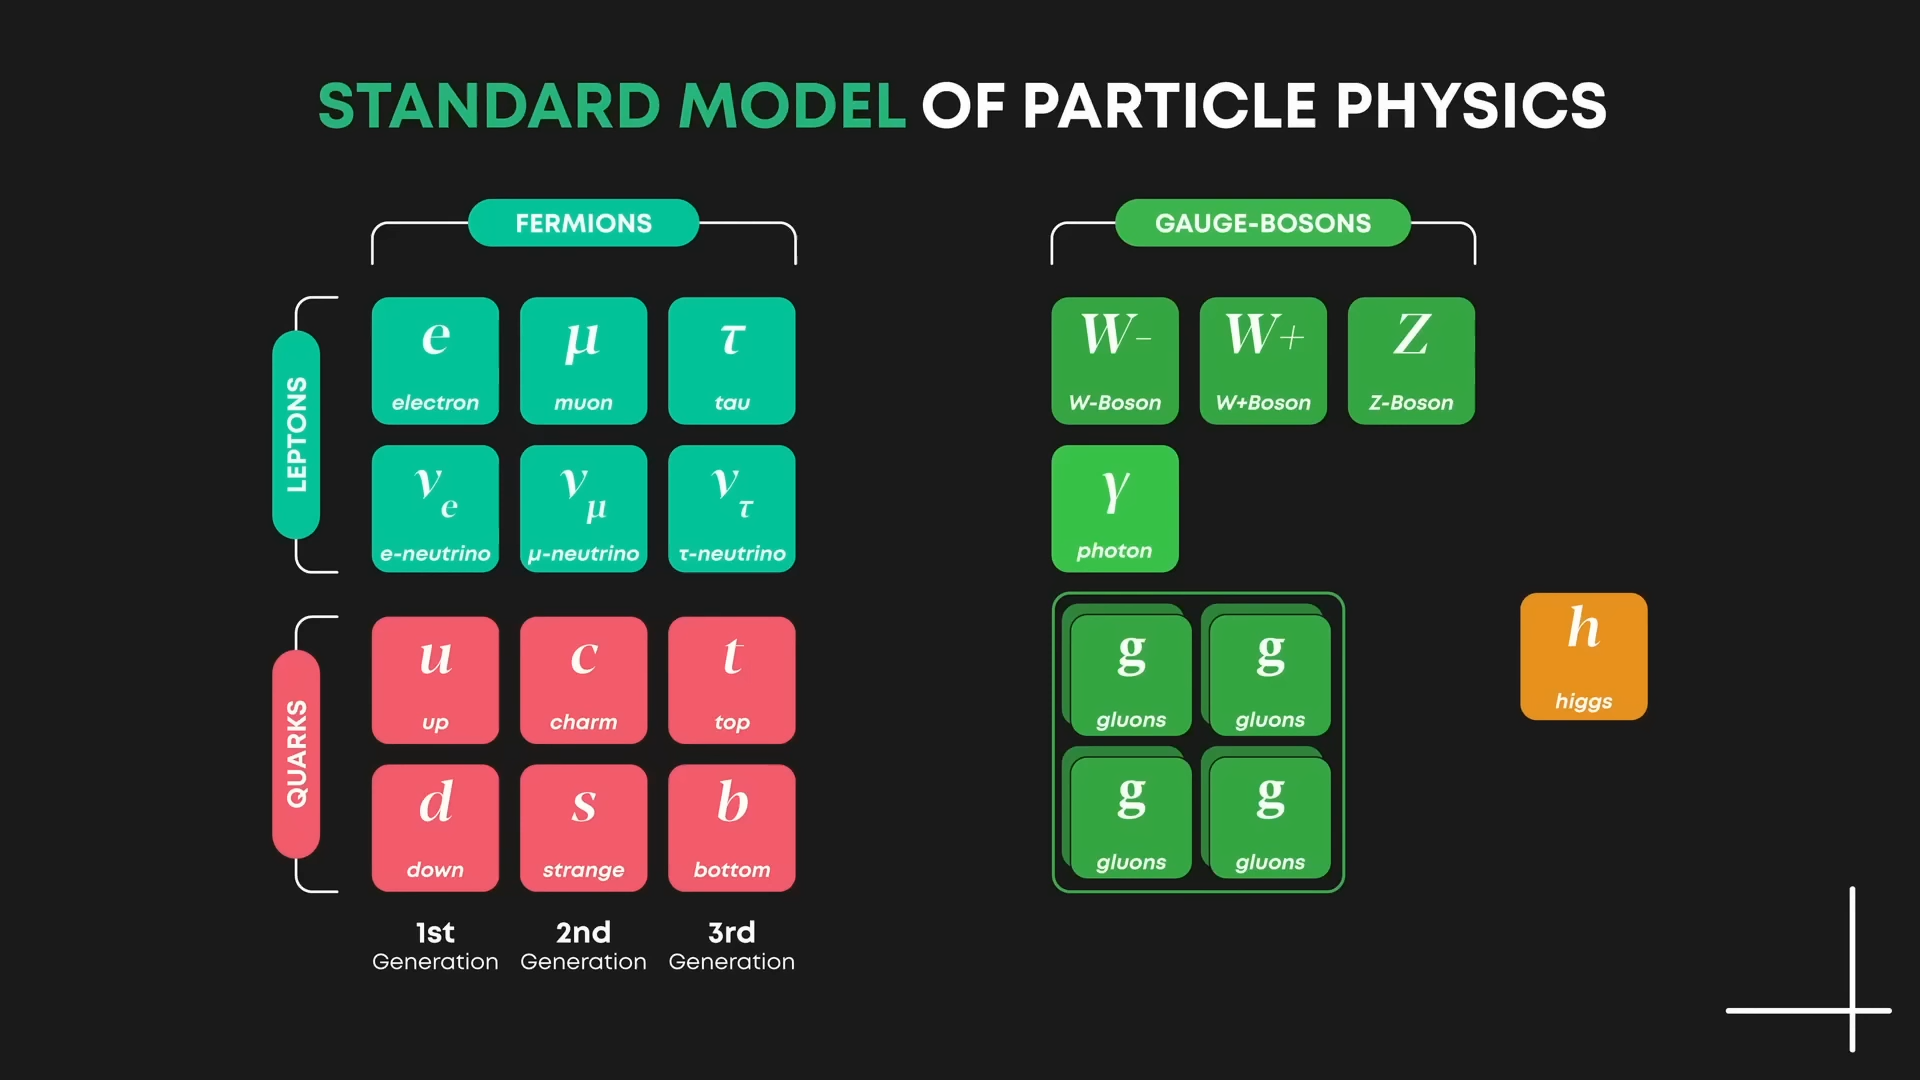 STANDARD MODEL OF PARTICLE PHYSICS
FERMIONS
LEPTONS
e
electron
μ
muon
τ
tau
νe
e-neutrino
νμ
μ-neutrino
ντ
τ-neutrino
QUARKS
u
up
c
charm
t
top
d
down
s
strange
b
bottom
1st
Generation
2nd
Generation
3rd
Generation
GAUGE-BOSONS
W-
W-Boson
W+
W+Boson
Z
Z-Boson
γ
photon
g
gluons
g
gluons
g
gluons
g
gluons
h
higgs